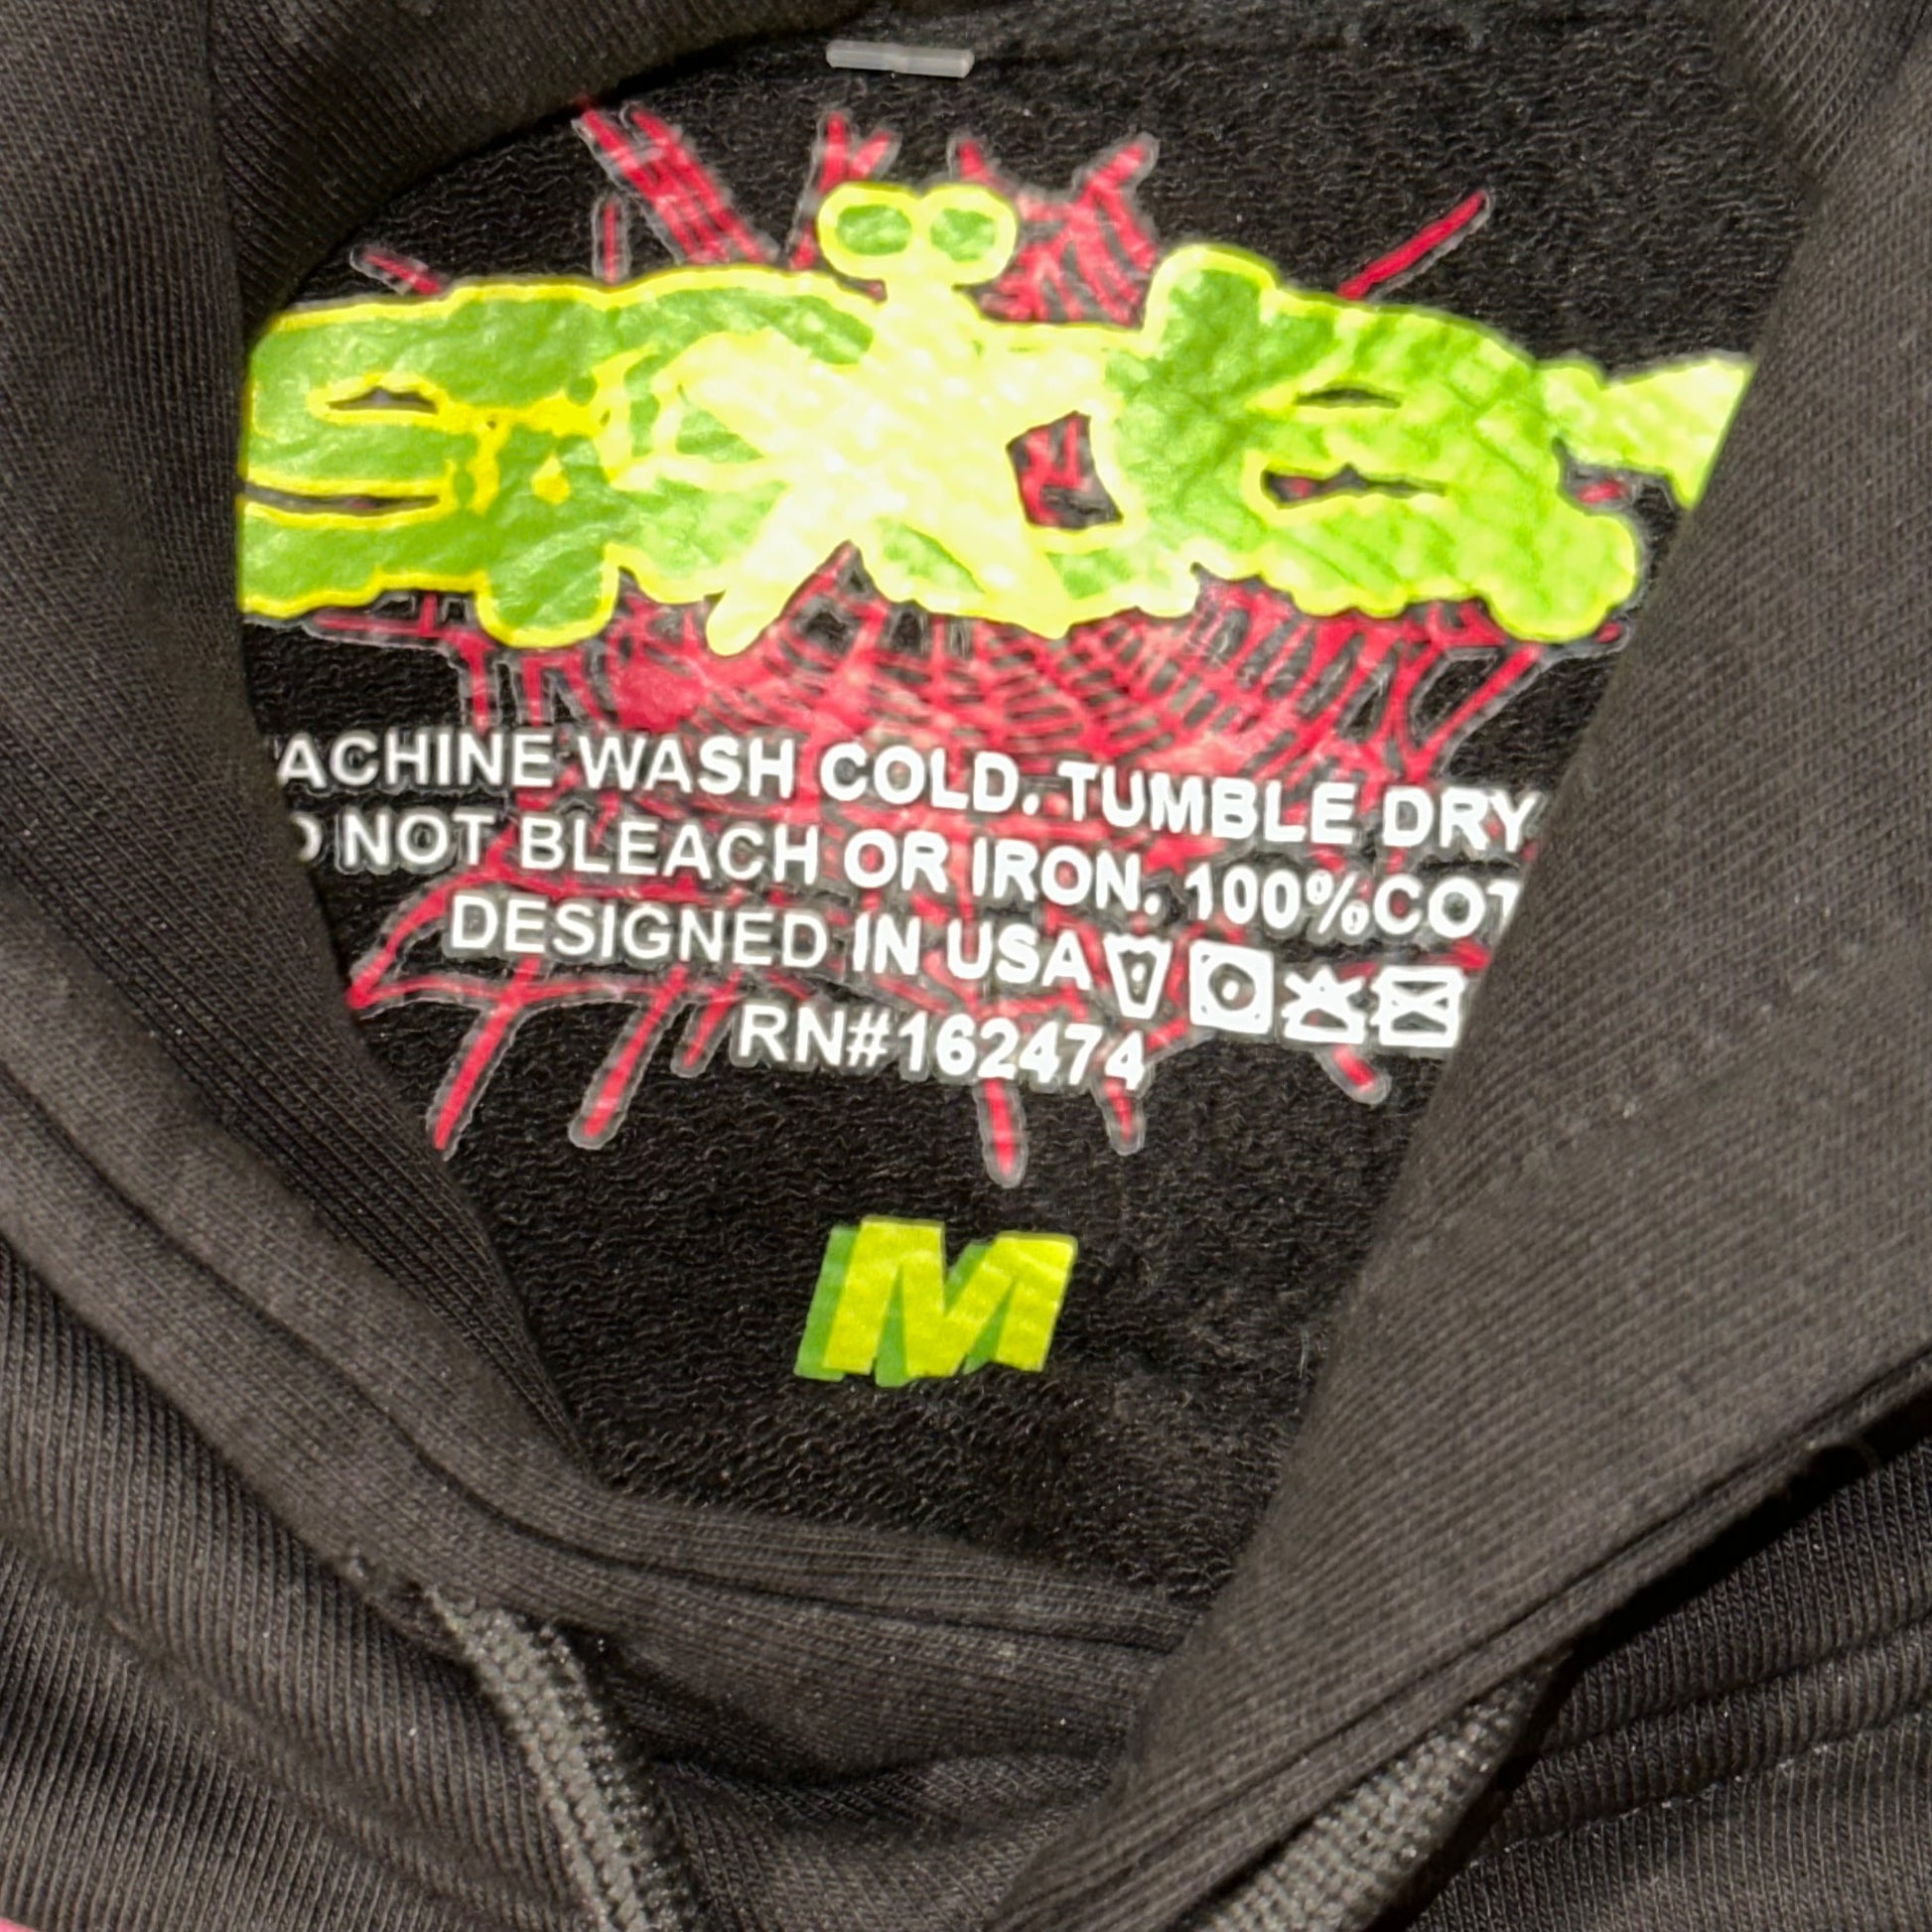 ACHINE WASH COLD. TUMBLE DRY
NOT BLEACH OR IRON. 100%COT
DESIGNED IN USA
RN#162474
M